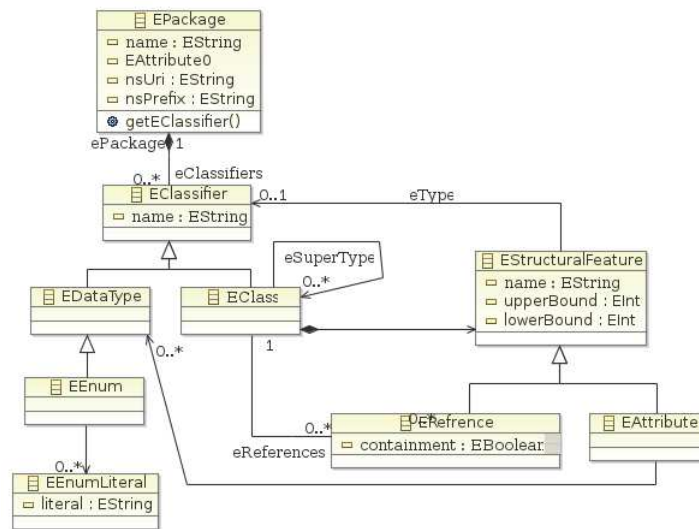 EPackage
name : EString
EAttribute0
nsUri : EString
nsPrefix : EString
getEClassifier()
ePackage 1
0..* eClassifiers
EClassifier
name : EString
0..1
eType
eSuperType
0..*
EStructuralFeature
name : EString
upperBound : EInt
lowerBound : EInt
EDataType
EClass
0..*
1
EEnum
0..*
0..*
eReferences
ERefrence
containment : EBoolean
EAttribute
0..*
EEnumLiteral
literal : EString